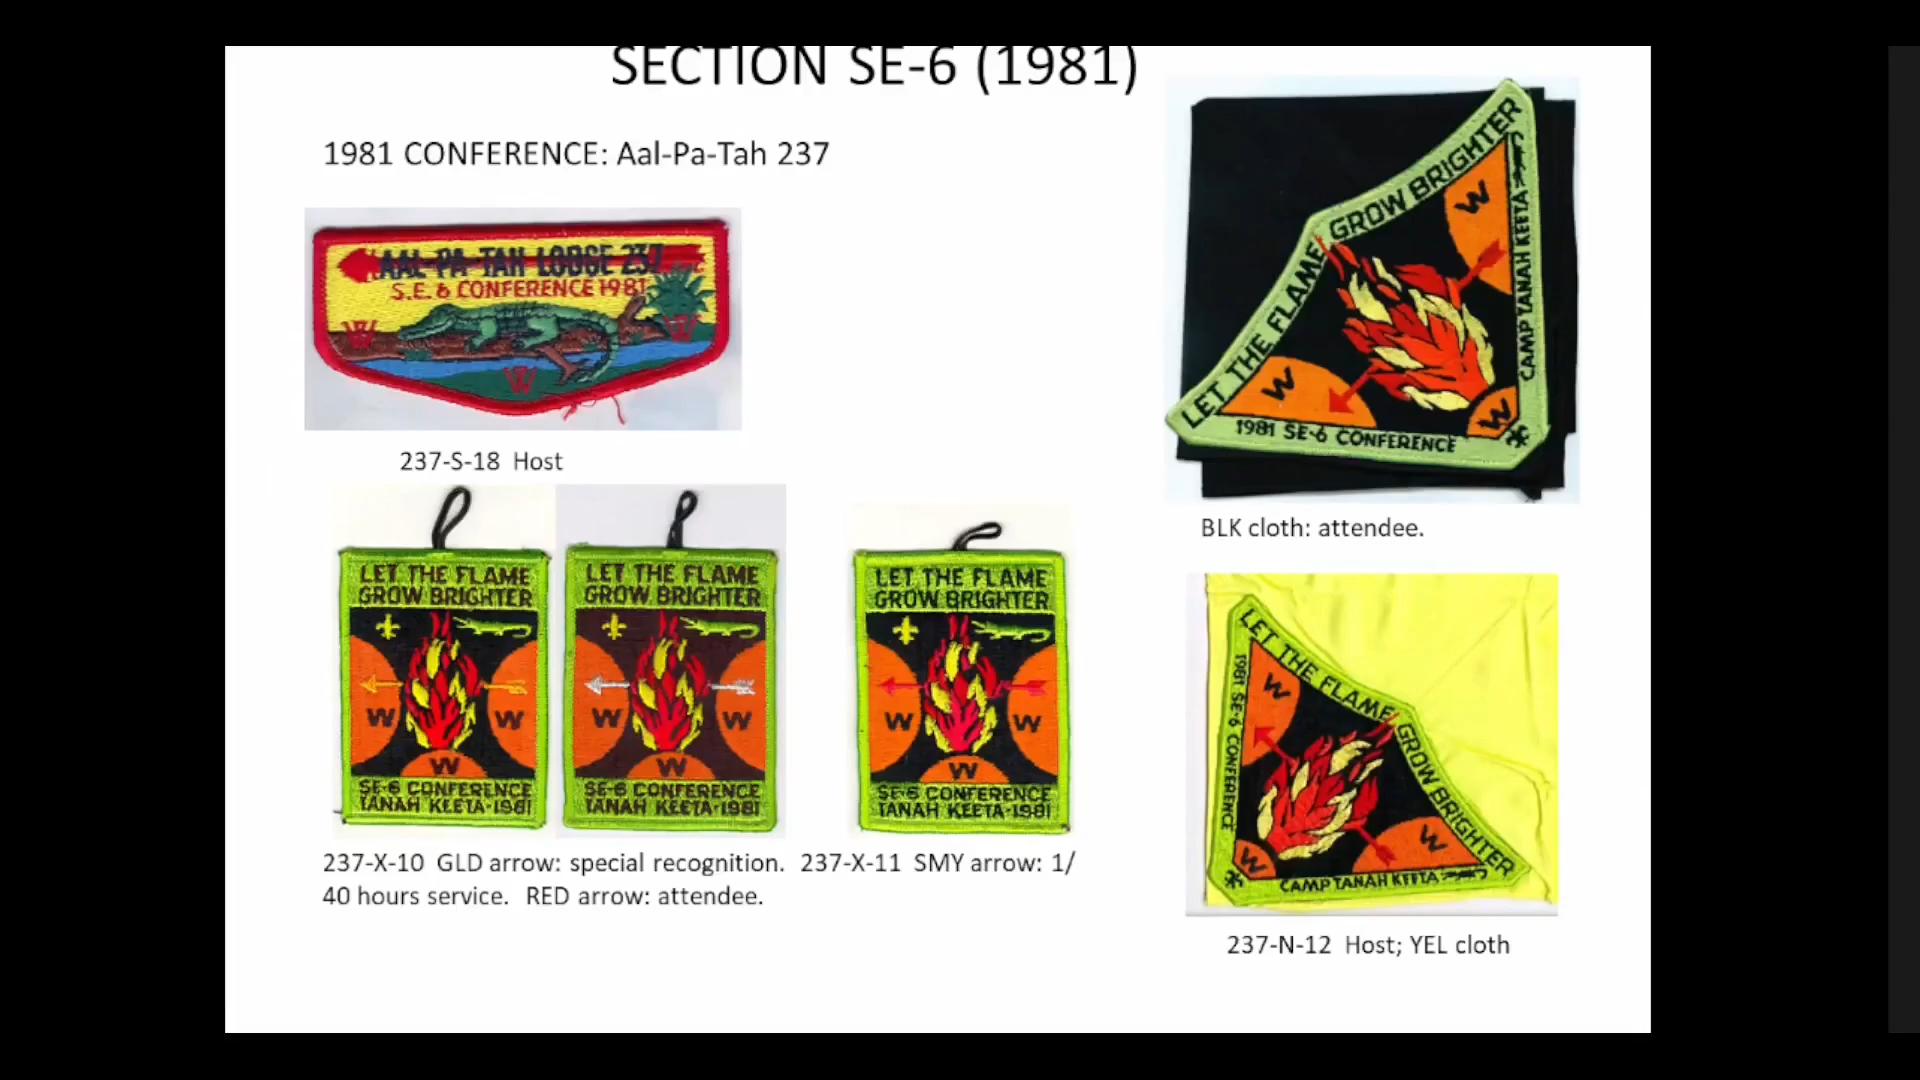 SECTION SE-6 (1981)
1981 CONFERENCE: Aal-Pa-Tah 237
AAL-PA-TAH LODGE 237
S.E. 6 CONFERENCE 1981
W
W
W
237-S-18 Host
LET THE FLAME
GROW BRIGHTER
W
W
W
SE-6 CONFERENCE
TANAH KEETA-1981
LET THE FLAME
GROW BRIGHTER
W
W
W
SE-6 CONFERENCE
TANAH KEETA-1981
LET THE FLAME
GROW BRIGHTER
W
W
W
SE-6 CONFERENCE
TANAH KEETA-1981
237-X-10 GLD arrow: special recognition. 237-X-11 SMY arrow: 1/
40 hours service. RED arrow: attendee.
LET THE FLAME GROW BRIGHTER
W
CAMP TANAH KEETA
W
W
1981 SE-6 CONFERENCE
BLK cloth: attendee.
LET THE FLAME GROW BRIGHTER
1981 SE-6 CONFERENCE
W
W
W
CAMP TANAH KEETA
237-N-12 Host; YEL cloth